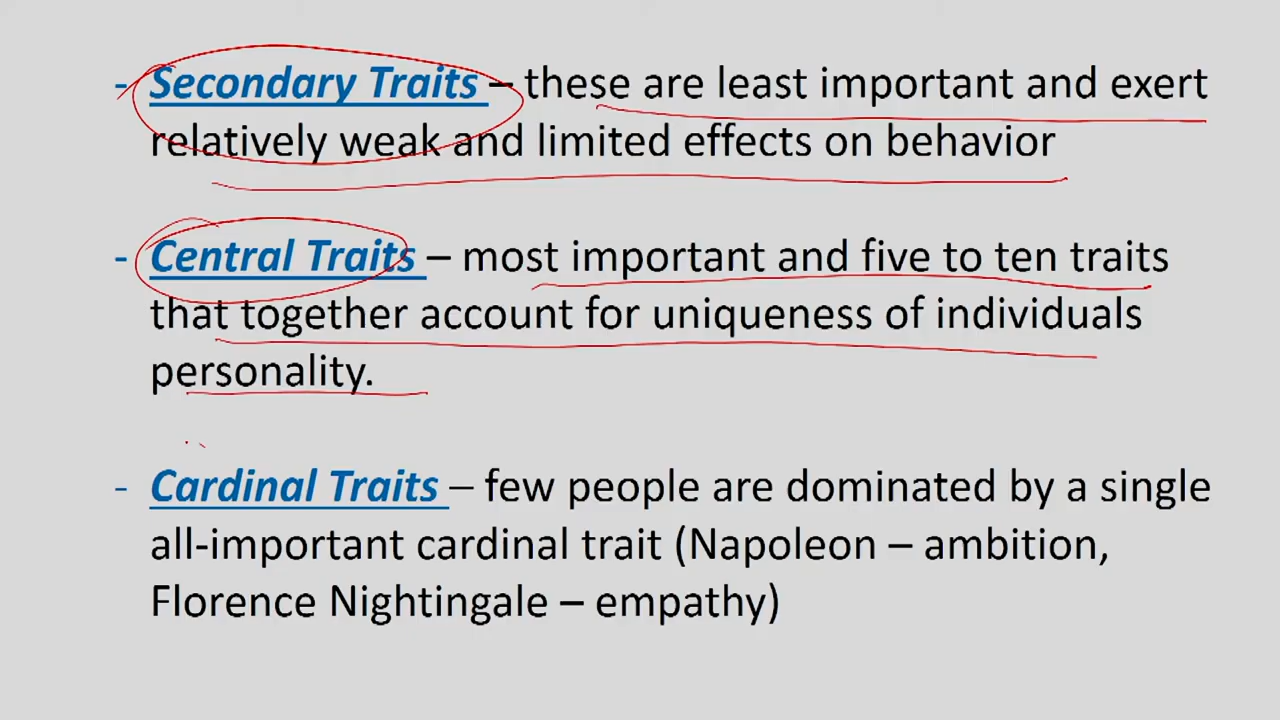 - Secondary Traits – these are least important and exert
relatively weak and limited effects on behavior
- Central Traits – most important and five to ten traits
that together account for uniqueness of individuals
personality.
- Cardinal Traits – few people are dominated by a single
all-important cardinal trait (Napoleon – ambition,
Florence Nightingale – empathy)